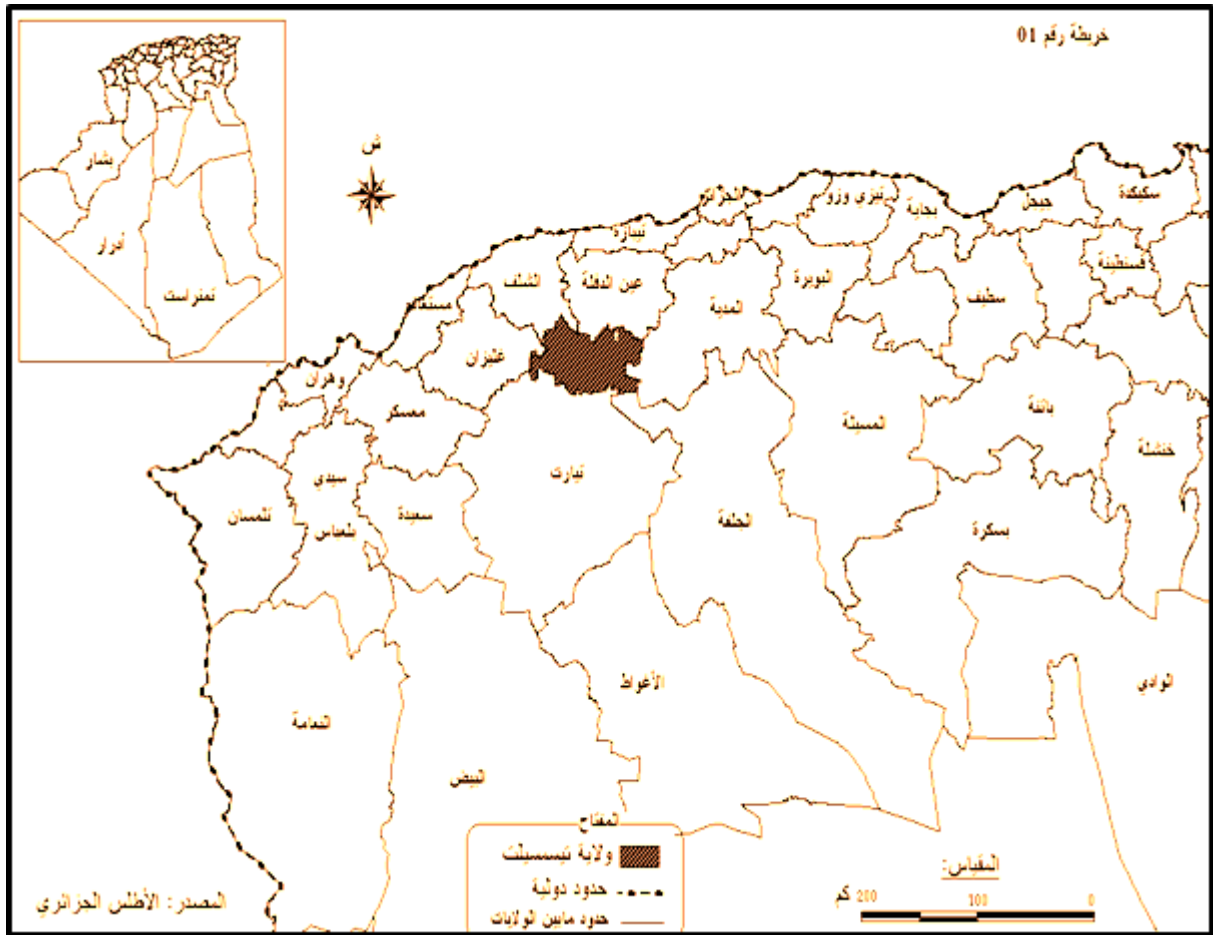 خريطة رقم 01
ش
بشار
أدرار
تمنراست
سكيكدة
جيجل
بجاية
تيزي وزو
الجزائر
تيبازة
قسنطينة
سطيف
البويرة
المدية
عين الدفلة
الشلف
مستغانم
غليزان
وهران
معسكر
المسيلة
باتنة
خنشلة
تيارت
سيدي
بلعباس
سعيدة
تلمسان
الجلفة
بسكرة
الأغواط
الوادي
النعامة
البيض
المفتاح
ولاية تيسمسيلت
حدود دولية
حدود مابين الولايات
المقياس:
0 100 200 كم
المصدر: الأطلس الجزائري